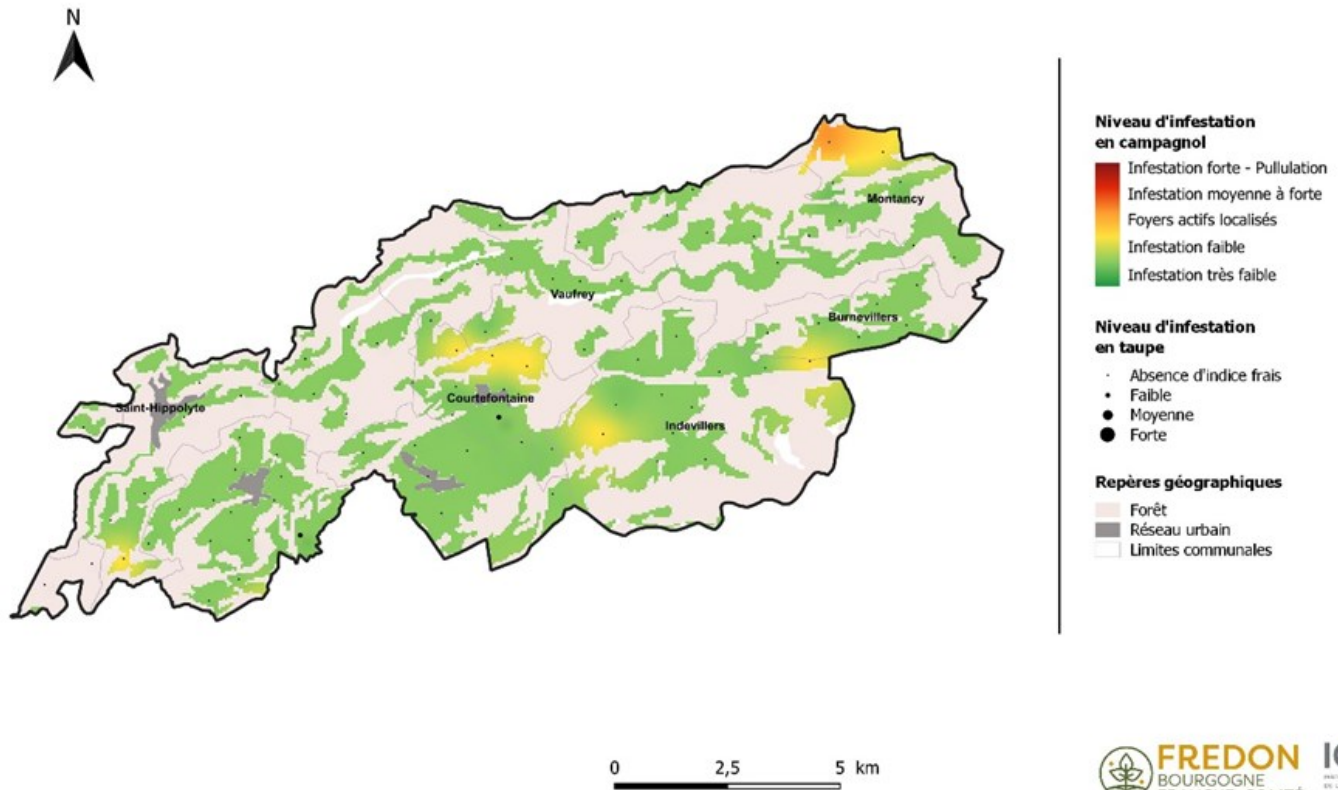 N
Montancy
Vaufrey
Burnevillers
Saint-Hippolyte
Courtefontaine
Indevillers
Niveau d'infestation
en campagnol
Infestation forte - Pullulation
Infestation moyenne à forte
Foyers actifs localisés
Infestation faible
Infestation très faible
Niveau d'infestation
en taupe
Absence d'indice frais
Faible
Moyenne
Forte
Repères géographiques
Forêt
Réseau urbain
Limites communales
0 2,5 5 km
FREDON
BOURGOGNE